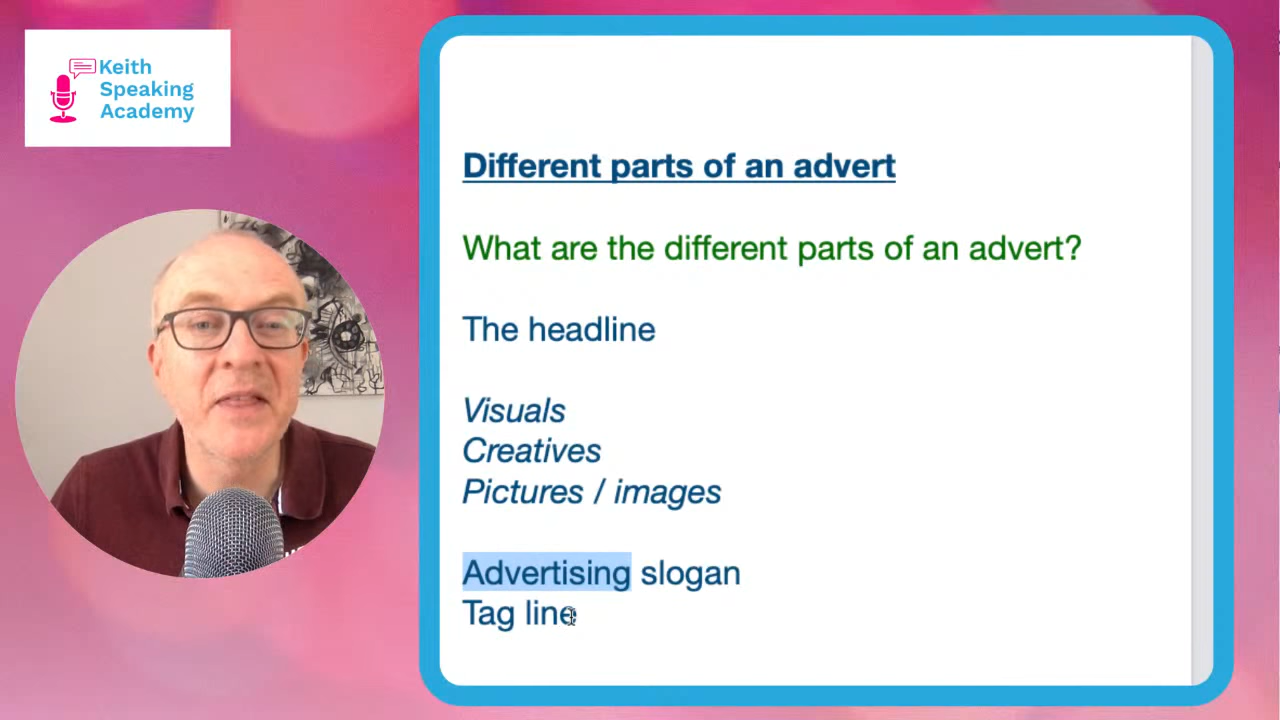 Keith
Speaking
Academy
Different parts of an advert
What are the different parts of an advert?
The headline
Visuals
Creatives
Pictures / images
Advertising slogan
Tag line